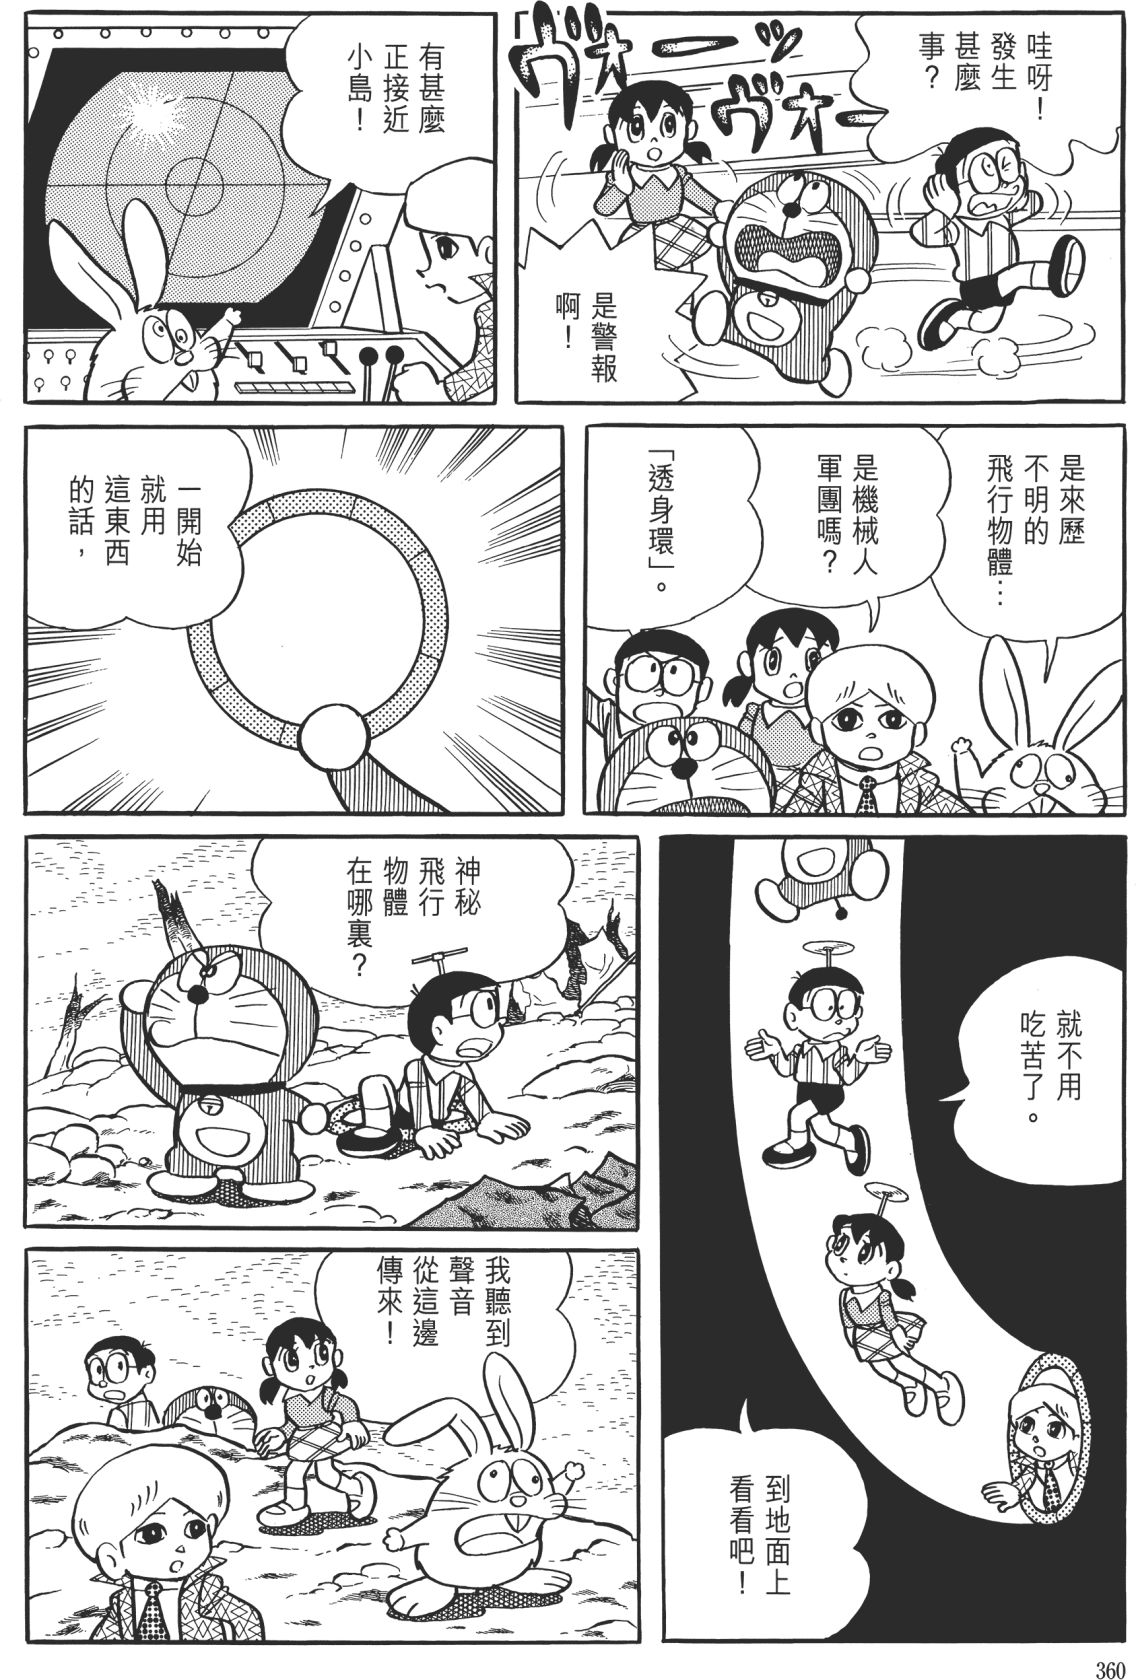 哇呀！
發生
甚麼
事？
ヴォーッ
ヴォー
是警報
啊！
有甚麼
正接近
小島！
是來歷
不明的
飛行物體…
是機械人
軍團嗎？
「透身環」。
一開始
就用
這東西
的話，
就不用
吃苦了。
到地面上
看看吧！
神秘
飛行
物體
在哪裏？
我聽到
聲音
從這邊
傳來！
360